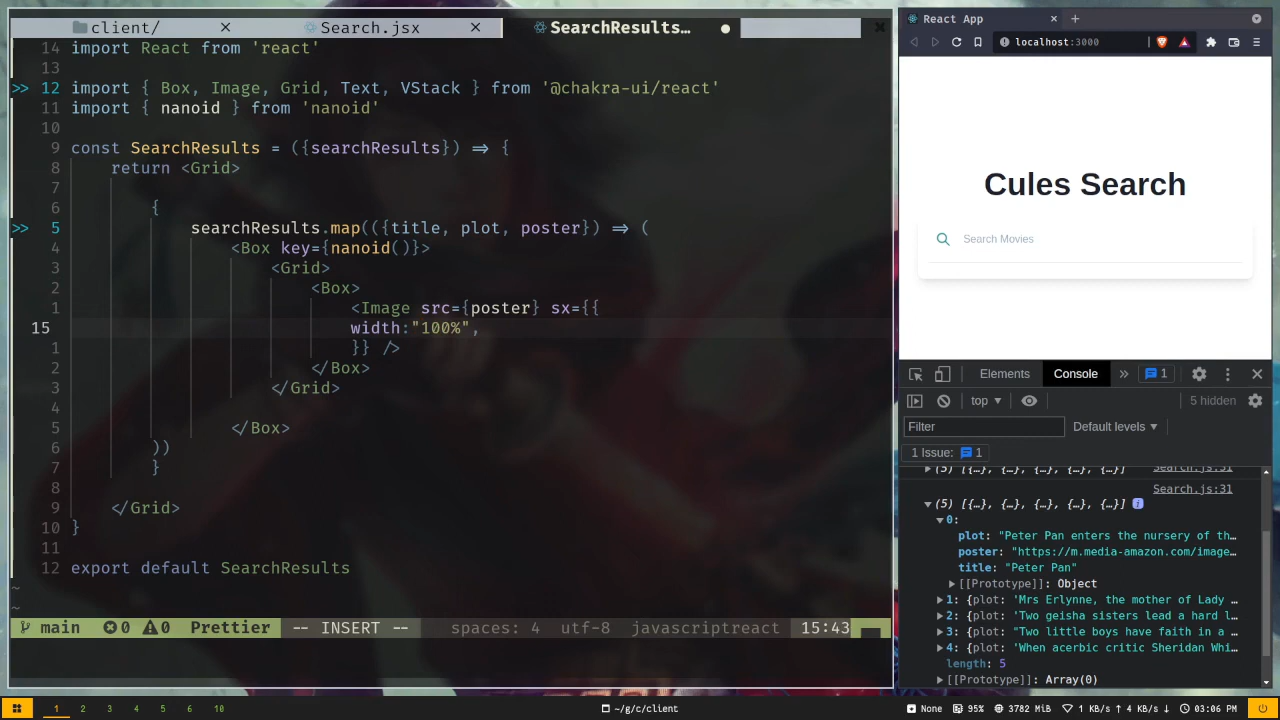 client/ Search.jsx SearchResults…
14 import React from 'react'
13
>> 12 import { Box, Image, Grid, Text, VStack } from '@chakra-ui/react'
11 import { nanoid } from 'nanoid'
10
9 const SearchResults = ({searchResults}) => {
8 return <Grid>
7
6 {
>> 5 searchResults.map(({title, plot, poster}) => (
4 <Box key={nanoid()}>
3 <Grid>
2 <Box>
1 <Image src={poster} sx={{
15 width:"100%",
1 }} />
2 </Box>
3 </Grid>
4
5 </Box>
6 ))
7 }
8
9 </Grid>
10 }
11
12 export default SearchResults
~
~
main 0 0 Prettier -- INSERT -- spaces: 4 utf-8 javascriptreact 15:43
React App
localhost:3000
Cules Search
Search Movies
Elements Console » 1
top 5 hidden
Filter Default levels
1 Issue: 1
(5) [{…}, {…}, {…}, {…}, {…}] Search.js:31
Search.js:31
(5) [{…}, {…}, {…}, {…}, {…}] i
0:
plot: "Peter Pan enters the nursery of th…
poster: "https://m.media-amazon.com/image…
title: "Peter Pan"
[[Prototype]]: Object
1: {plot: 'Mrs Erlynne, the mother of Lady …
2: {plot: 'Two geisha sisters lead a hard l…
3: {plot: "Two little boys have faith in a …
4: {plot: 'When acerbic critic Sheridan Whi…
length: 5
[[Prototype]]: Array(0)
1 2 3 4 5 6 10 ~/g/c/client None 95% 3782 MiB 1 KB/s ↑ 4 KB/s ↓ 03:06 PM